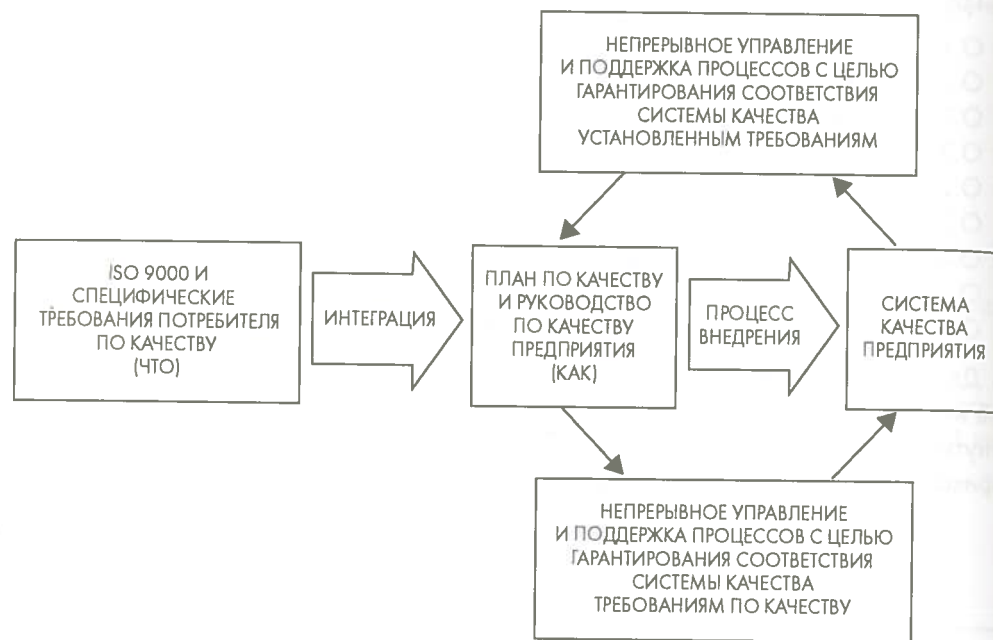 НЕПРЕРЫВНОЕ УПРАВЛЕНИЕ
И ПОДДЕРЖКА ПРОЦЕССОВ С ЦЕЛЬЮ
ГАРАНТИРОВАНИЯ СООТВЕТСТВИЯ
СИСТЕМЫ КАЧЕСТВА
УСТАНОВЛЕННЫМ ТРЕБОВАНИЯМ
ISO 9000 И
СПЕЦИФИЧЕСКИЕ
ТРЕБОВАНИЯ ПОТРЕБИТЕЛЯ
ПО КАЧЕСТВУ
(ЧТО)
ИНТЕГРАЦИЯ
ПЛАН ПО КАЧЕСТВУ
И РУКОВОДСТВО
ПО КАЧЕСТВУ
ПРЕДПРИЯТИЯ
(КАК)
ПРОЦЕСС
ВНЕДРЕНИЯ
СИСТЕМА
КАЧЕСТВА
ПРЕДПРИЯТИЯ
НЕПРЕРЫВНОЕ УПРАВЛЕНИЕ
И ПОДДЕРЖКА ПРОЦЕССОВ С ЦЕЛЬЮ
ГАРАНТИРОВАНИЯ СООТВЕТСТВИЯ
СИСТЕМЫ КАЧЕСТВА
ТРЕБОВАНИЯМ ПО КАЧЕСТВУ